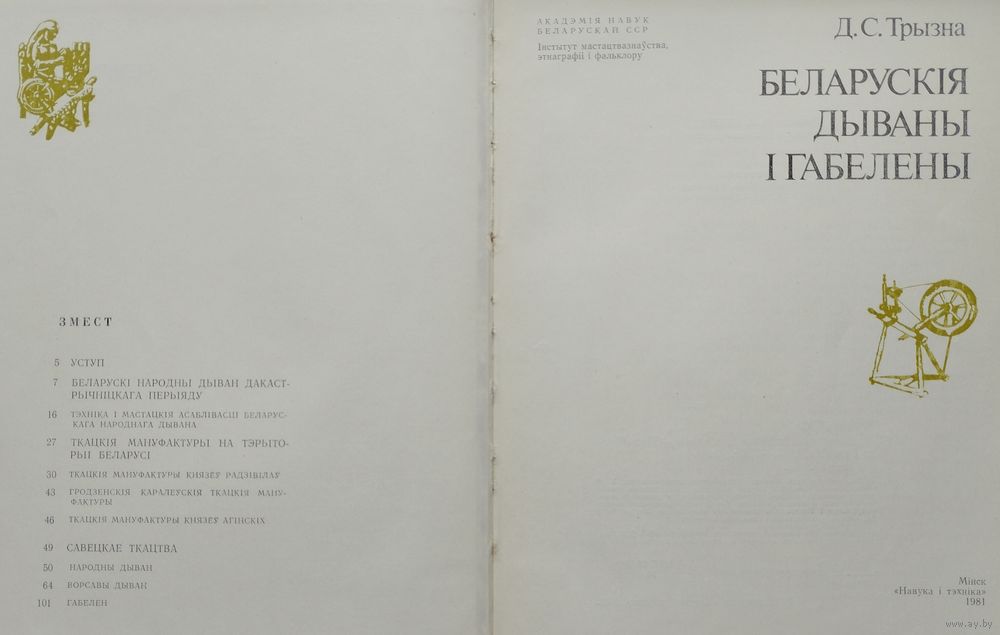 ЗМЕСТ
5 УСТУП
7 БЕЛАРУСКІ НАРОДНЫ ДЫВАН ДАКАСТ-
РЫЧНІЦКАГА ПЕРЫЯДУ
16 ТЭХНІКА І МАСТАЦКІЯ АСАБЛІВАСЦІ БЕЛАРУС-
КАГА НАРОДНАГА ДЫВАНА
27 ТКАЦКІЯ МАНУФАКТУРЫ НА ТЭРЫТО-
РЫІ БЕЛАРУСІ
30 ТКАЦКІЯ МАНУФАКТУРЫ КНЯЗЁЎ РАДЗІВІЛАЎ
43 ГРОДЗЕНСКІЯ КАРАЛЕЎСКІЯ ТКАЦКІЯ МАНУ-
ФАКТУРЫ
46 ТКАЦКІЯ МАНУФАКТУРЫ КНЯЗЁЎ АГІНСКІХ
49 САВЕЦКАЕ ТКАЦТВА
50 НАРОДНЫ ДЫВАН
64 ВОРСАВЫ ДЫВАН
101 ГАБЕЛЕН
АКАДЭМІЯ НАВУК
БЕЛАРУСКАЙ ССР
Інстытут мастацтвазнаўства,
этнаграфіі і фальклору
Д. С. Трызна
БЕЛАРУСКІЯ
ДЫВАНЫ
І ГАБЕЛЕНЫ
Мінск
«Навука і тэхніка»
1981
www.ay.by